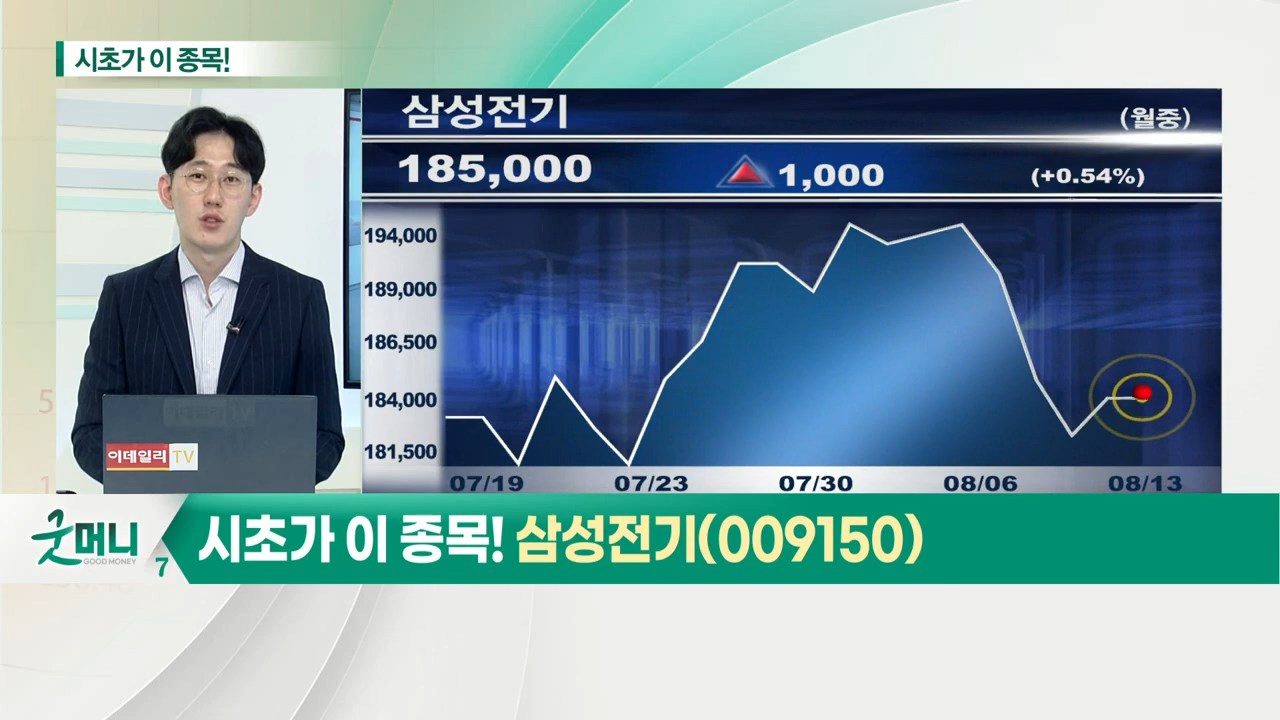 시초가 이 종목!
삼성전기
(월중)
185,000
1,000
(+0.54%)
194,000
189,000
186,500
184,000
181,500
07/19
07/23
07/30
08/06
08/13
이데일리 TV
굿머니
GOOD MONEY
7
시초가 이 종목! 삼성전기(009150)
5
1